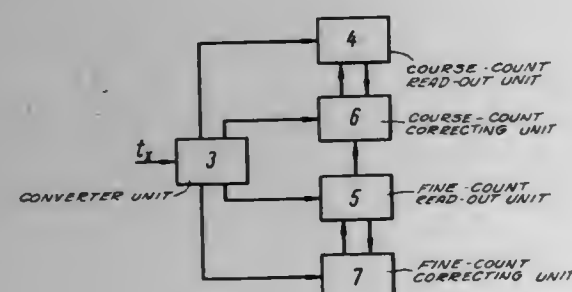 4
COURSE-COUNT
READ-OUT UNIT
6
COURSE-COUNT
CORRECTING UNIT
tx
3
CONVERTER UNIT
5
FINE-COUNT
READ-OUT UNIT
7
FINE-COUNT
CORRECTING UNIT